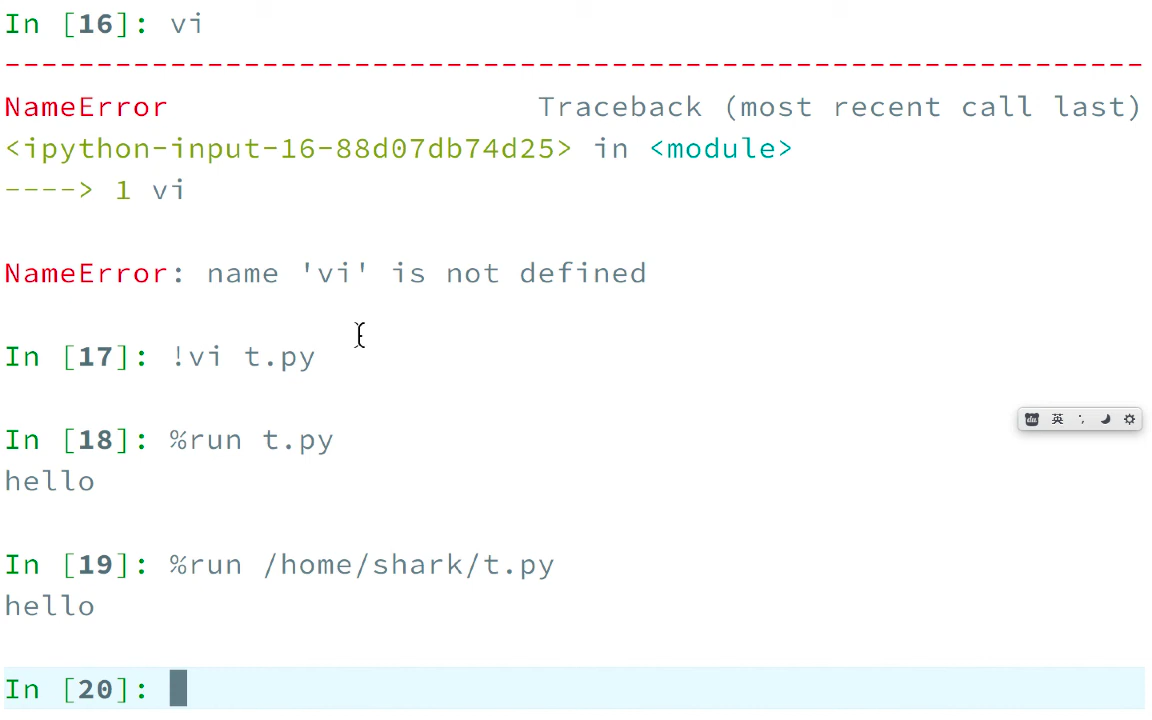 In [16]: vi
---------------------------------------------------------------
NameError                    Traceback (most recent call last)
<ipython-input-16-88d07db74d25> in <module>
----> 1 vi
NameError: name 'vi' is not defined
In [17]: !vi t.py
英
In [18]: %run t.py
hello
In [19]: %run /home/shark/t.py
hello
In [20]: